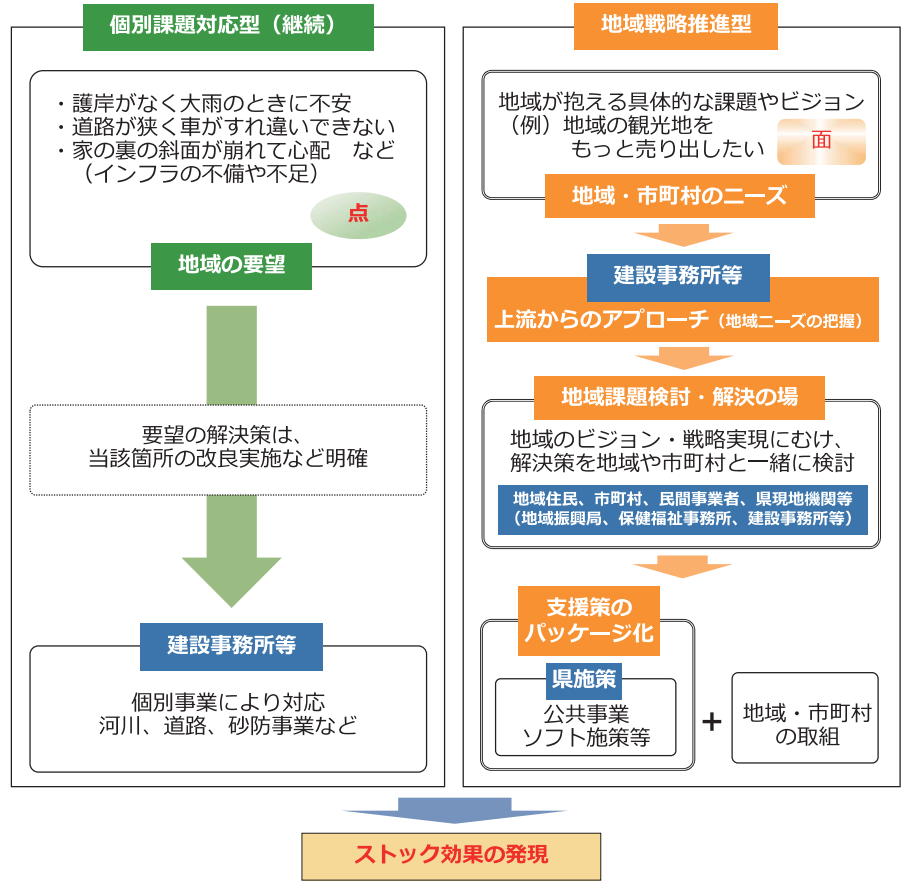 個別課題対応型（継続）
・護岸がなく大雨のときに不安
・道路が狭く車がすれ違いできない
・家の裏の斜面が崩れて心配　など
（インフラの不備や不足）
点
地域の要望
要望の解決策は、
当該箇所の改良実施など明確
建設事務所等
個別事業により対応
河川、道路、砂防事業など
地域戦略推進型
地域が抱える具体的な課題やビジョン
（例）地域の観光地を
もっと売り出したい
面
地域・市町村のニーズ
建設事務所等
上流からのアプローチ（地域ニーズの把握）
地域課題検討・解決の場
地域のビジョン・戦略実現にむけ、
解決策を地域や市町村と一緒に検討
地域住民、市町村、民間事業者、県現地機関等
（地域振興局、保健福祉事務所、建設事務所等）
支援策の
パッケージ化
県施策
公共事業
ソフト施策等
+
地域・市町村
の取組
ストック効果の発現